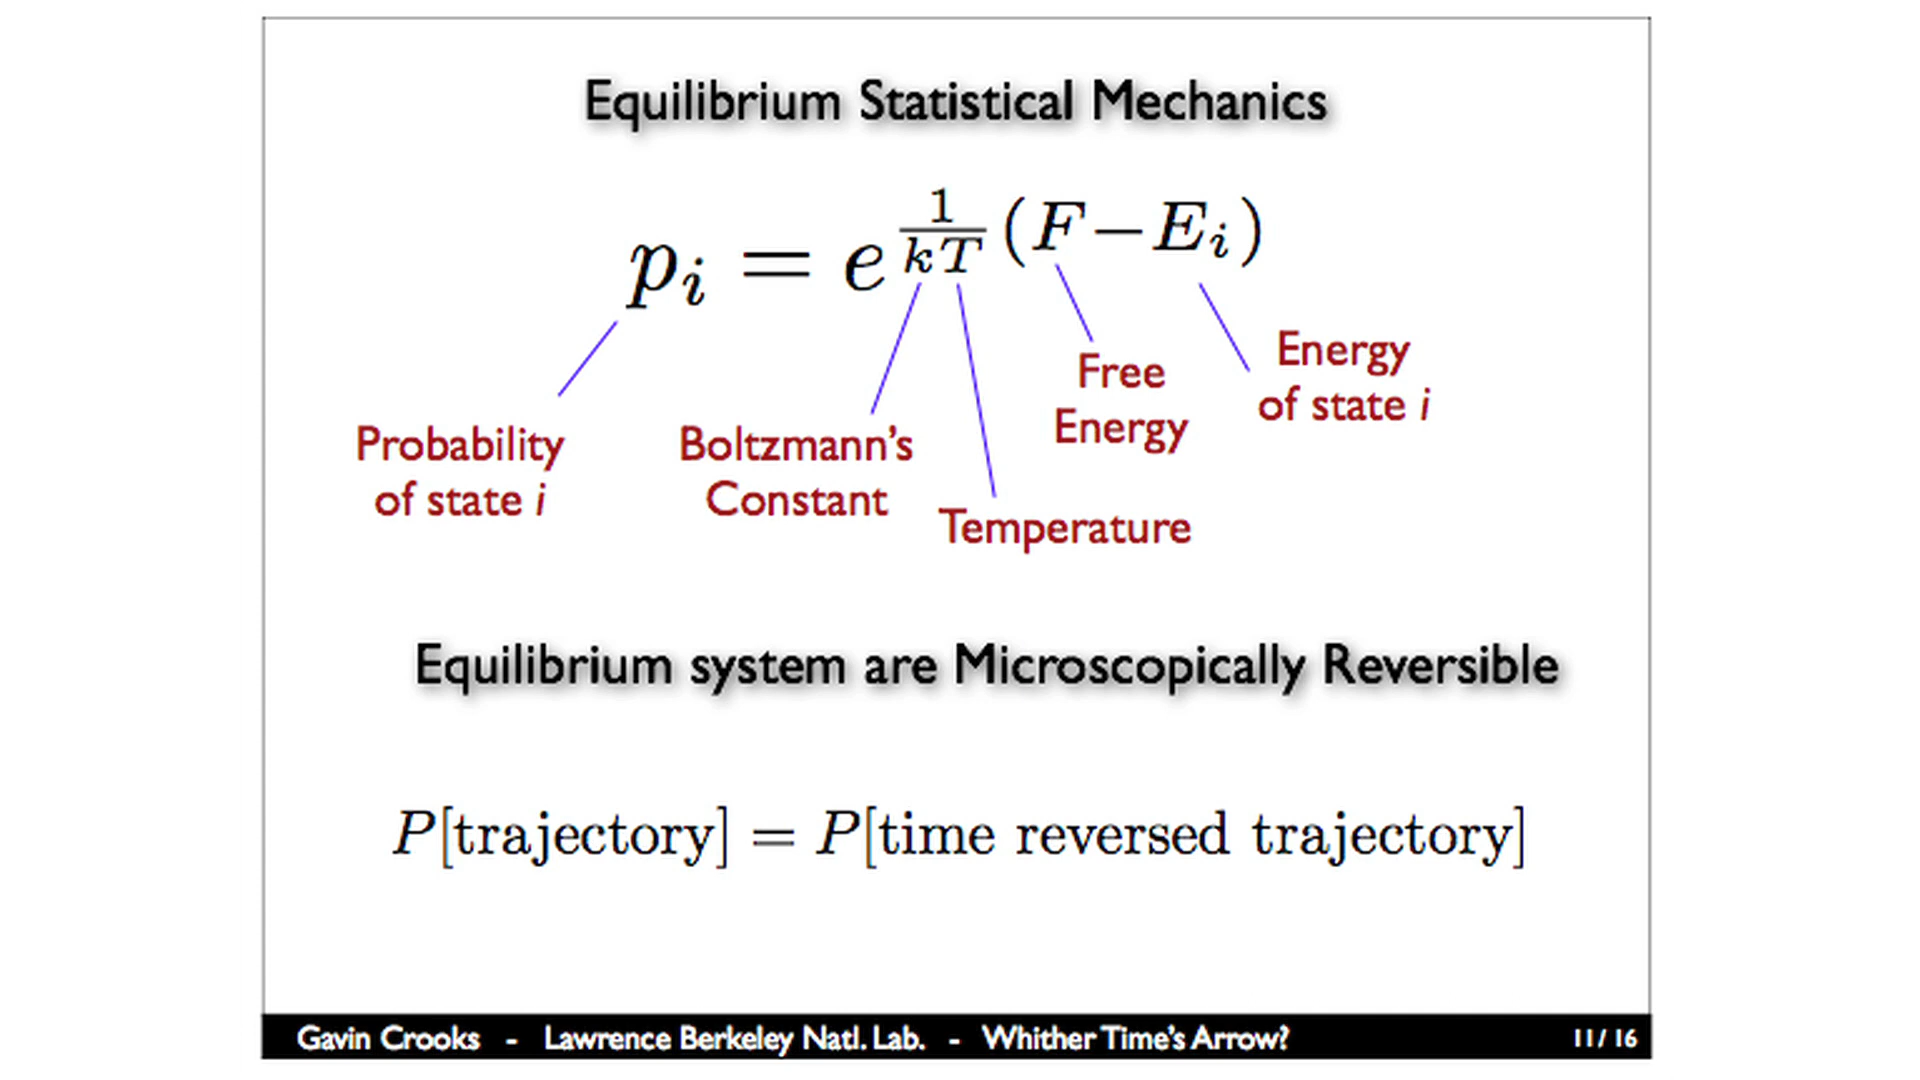 Equilibrium Statistical Mechanics
p_i = e^{\frac{1}{kT}(F-E_i)}
Probability
of state i
Boltzmann's
Constant
Temperature
Free
Energy
Energy
of state i
Equilibrium system are Microscopically Reversible
P[trajectory] = P[time reversed trajectory]
Gavin Crooks - Lawrence Berkeley Natl. Lab. - Whither Time's Arrow? 11/ 16